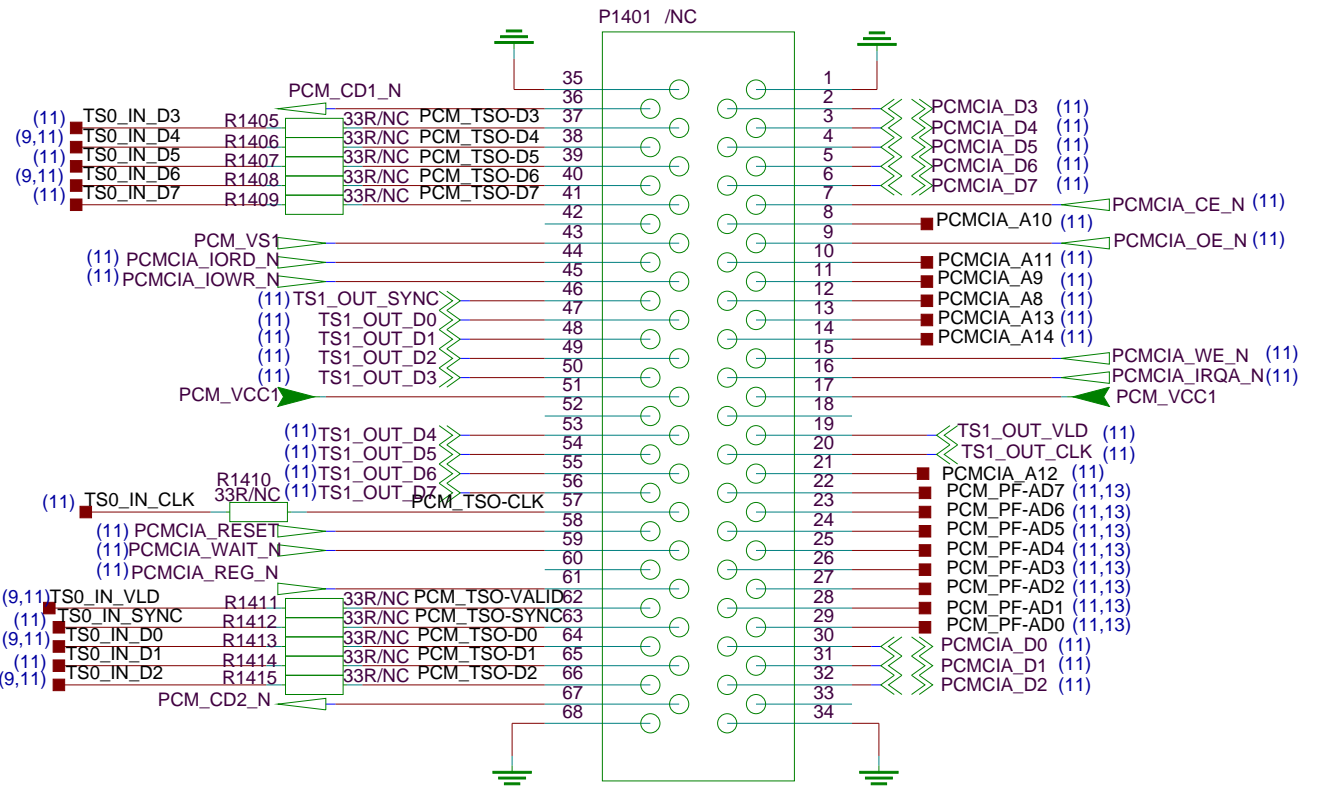 P1401 /NC
35
PCM_CD1_N
36
(11) TS0_IN_D3 R1405 33R/NC PCM_TSO-D3 37
(9,11) TS0_IN_D4 R1406 33R/NC PCM_TSO-D4 38
(11) TS0_IN_D5 R1407 33R/NC PCM_TSO-D5 39
(9,11) TS0_IN_D6 R1408 33R/NC PCM_TSO-D6 40
(11) TS0_IN_D7 R1409 33R/NC PCM_TSO-D7 41
42
PCM_VS1 43
(11) PCMCIA_IORD_N 44
(11) PCMCIA_IOWR_N 45
(11) TS1_OUT_SYNC 46
(11) TS1_OUT_D0 47
(11) TS1_OUT_D1 48
(11) TS1_OUT_D2 49
(11) TS1_OUT_D3 50
PCM_VCC1 51
52
(11) TS1_OUT_D4 53
(11) TS1_OUT_D5 54
(11) TS1_OUT_D6 55
(11) TS1_OUT_D7 56
(11) TS0_IN_CLK R1410 33R/NC PCM_TSO-CLK 57
(11) PCMCIA_RESET 58
(11) PCMCIA_WAIT_N 59
60
(11) PCMCIA_REG_N 61
(9,11) TS0_IN_VLD R1411 33R/NC PCM_TSO-VALID 62
(11) TS0_IN_SYNC R1412 33R/NC PCM_TSO-SYNC 63
(9,11) TS0_IN_D0 R1413 33R/NC PCM_TSO-D0 64
(11) TS0_IN_D1 R1414 33R/NC PCM_TSO-D1 65
(9,11) TS0_IN_D2 R1415 33R/NC PCM_TSO-D2 66
PCM_CD2_N 67
68
1
2 PCMCIA_D3 (11)
3 PCMCIA_D4 (11)
4 PCMCIA_D5 (11)
5 PCMCIA_D6 (11)
6 PCMCIA_D7 (11)
7 PCMCIA_CE_N (11)
8 PCMCIA_A10 (11)
9 PCMCIA_OE_N (11)
10 PCMCIA_A11 (11)
11 PCMCIA_A9 (11)
12 PCMCIA_A8 (11)
13 PCMCIA_A13 (11)
14 PCMCIA_A14 (11)
15 PCMCIA_WE_N (11)
16 PCMCIA_IRQA_N (11)
17 PCM_VCC1
18
19 TS1_OUT_VLD (11)
20 TS1_OUT_CLK (11)
21 PCMCIA_A12 (11)
22 PCM_PF-AD7 (11,13)
23 PCM_PF-AD6 (11,13)
24 PCM_PF-AD5 (11,13)
25 PCM_PF-AD4 (11,13)
26 PCM_PF-AD3 (11,13)
27 PCM_PF-AD2 (11,13)
28 PCM_PF-AD1 (11,13)
29 PCM_PF-AD0 (11,13)
30 PCMCIA_D0 (11)
31 PCMCIA_D1 (11)
32 PCMCIA_D2 (11)
33
34